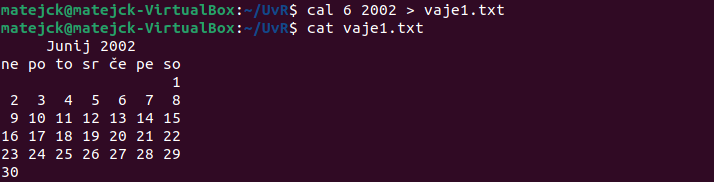 matejck@matejck-VirtualBox:~/UvR$ cal 6 2002 > vaje1.txt
matejck@matejck-VirtualBox:~/UvR$ cat vaje1.txt
     Junij 2002
ne po to sr če pe so
                   1
 2  3  4  5  6  7  8
 9 10 11 12 13 14 15
16 17 18 19 20 21 22
23 24 25 26 27 28 29
30